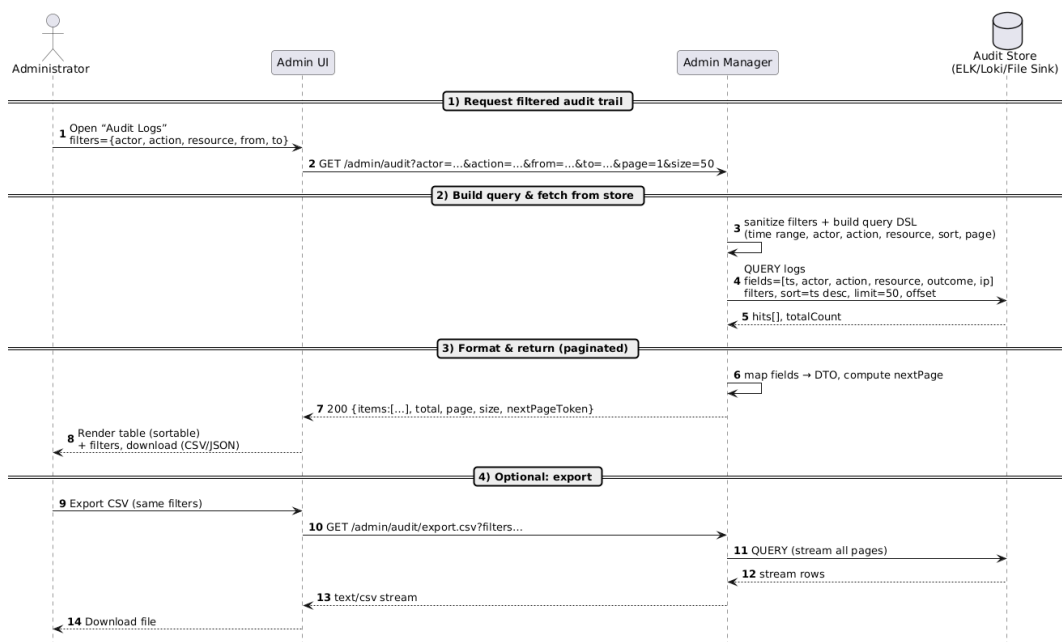 Administrator
Admin UI
Admin Manager
Audit Store
(ELK/Loki/File Sink)
1) Request filtered audit trail
1 Open “Audit Logs”
filters={actor, action, resource, from, to}
2 GET /admin/audit?actor=...&action=...&from=...&to=...&page=1&size=50
2) Build query & fetch from store
3 sanitize filters + build query DSL
(time range, actor, action, resource, sort, page)
QUERY logs
4 fields=[ts, actor, action, resource, outcome, ip]
filters, sort=ts desc, limit=50, offset
5 hits[], totalCount
3) Format & return (paginated)
6 map fields → DTO, compute nextPage
7 200 {items:[...], total, page, size, nextPageToken}
8 Render table (sortable)
+ filters, download (CSV/JSON)
4) Optional: export
9 Export CSV (same filters)
10 GET /admin/audit/export.csv?filters...
11 QUERY (stream all pages)
12 stream rows
13 text/csv stream
14 Download file